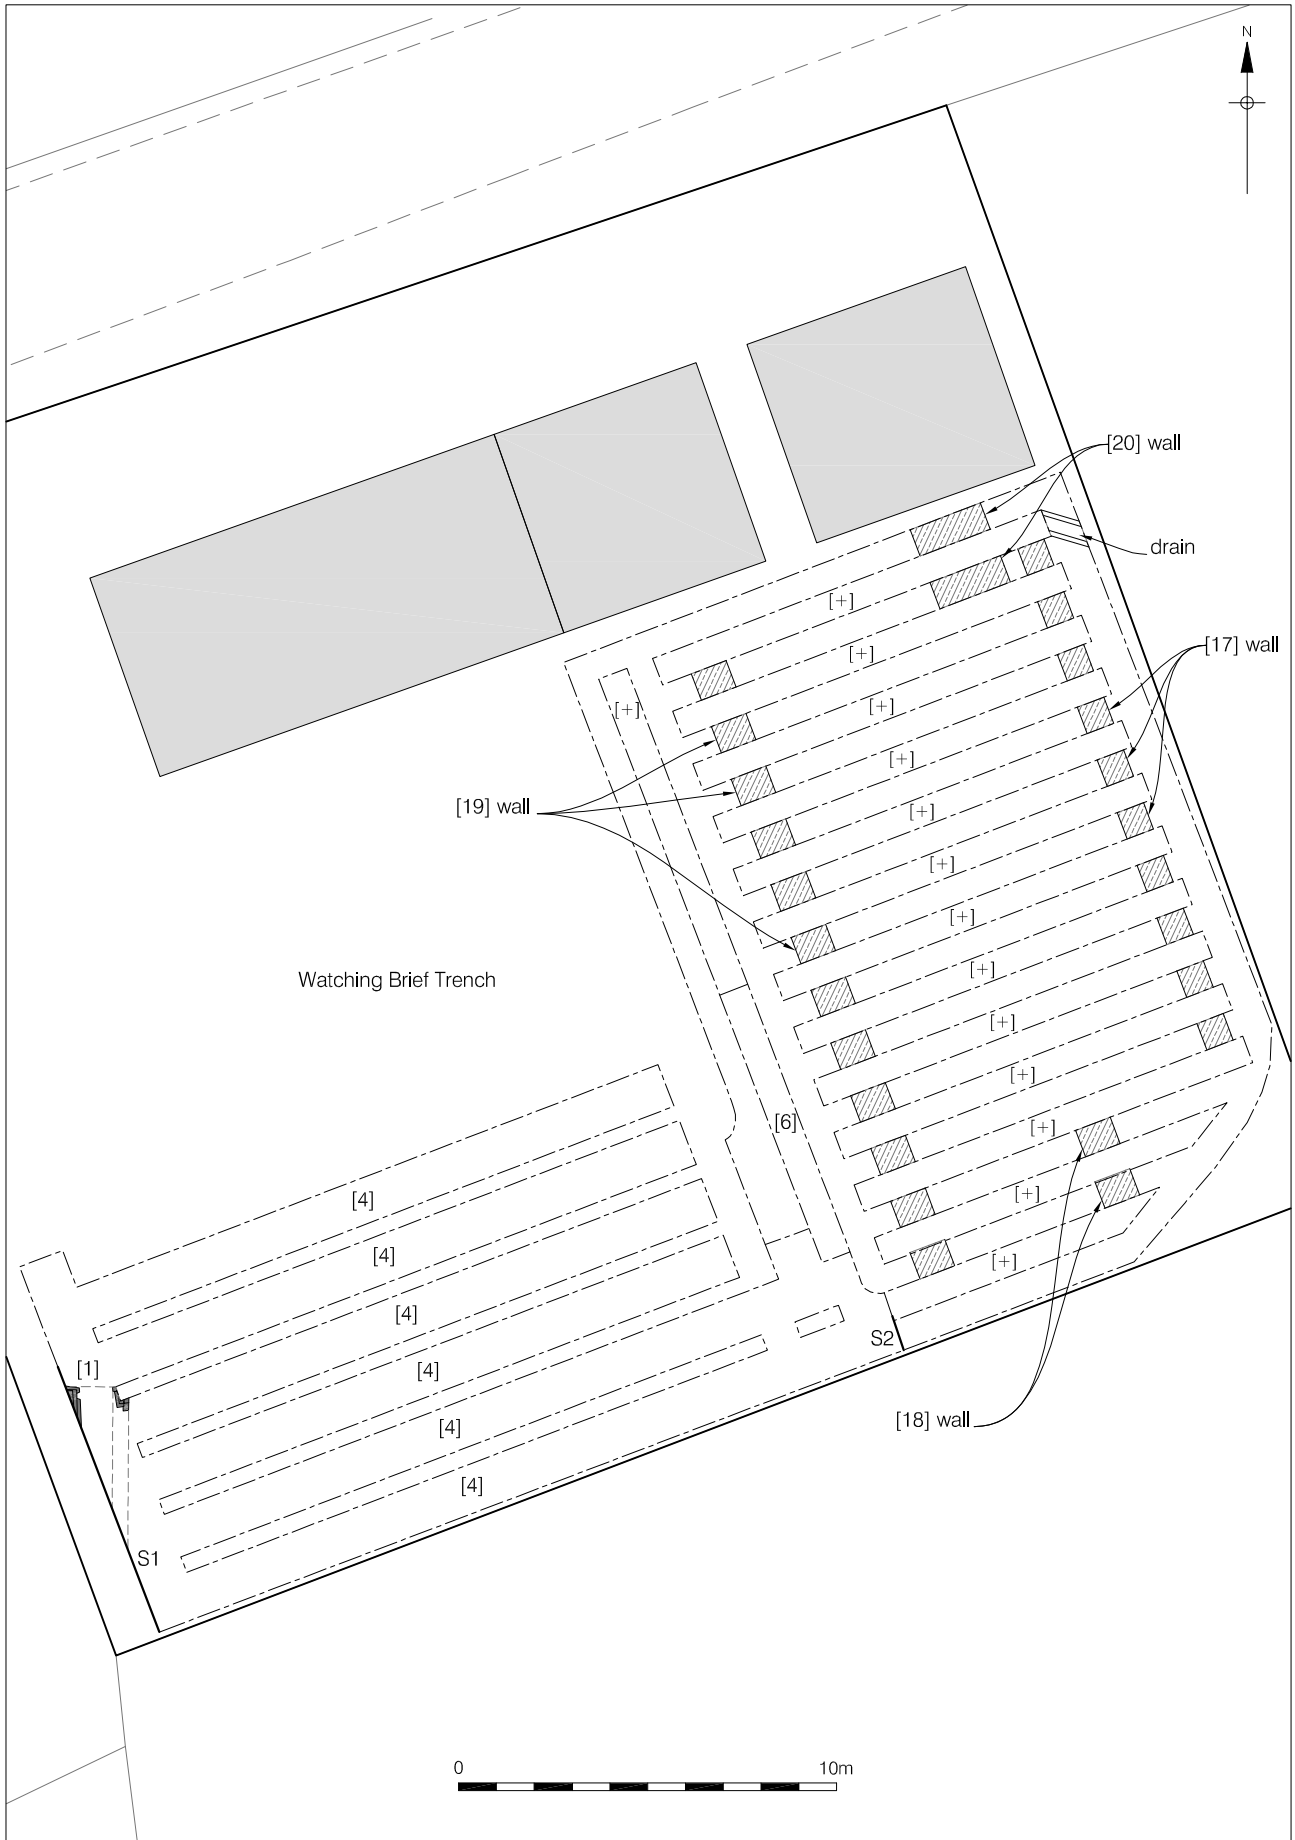 N
[20] wall
drain
[+]
[+]
[17] wall
[+]
[+]
[+]
[19] wall
[+]
[+]
[+]
Watching Brief Trench
[+]
[+]
[+]
[6]
[+]
[4]
[+]
[4]
[+]
[4]
S2
[1]
[4]
[18] wall
[4]
[4]
S1
0 10m